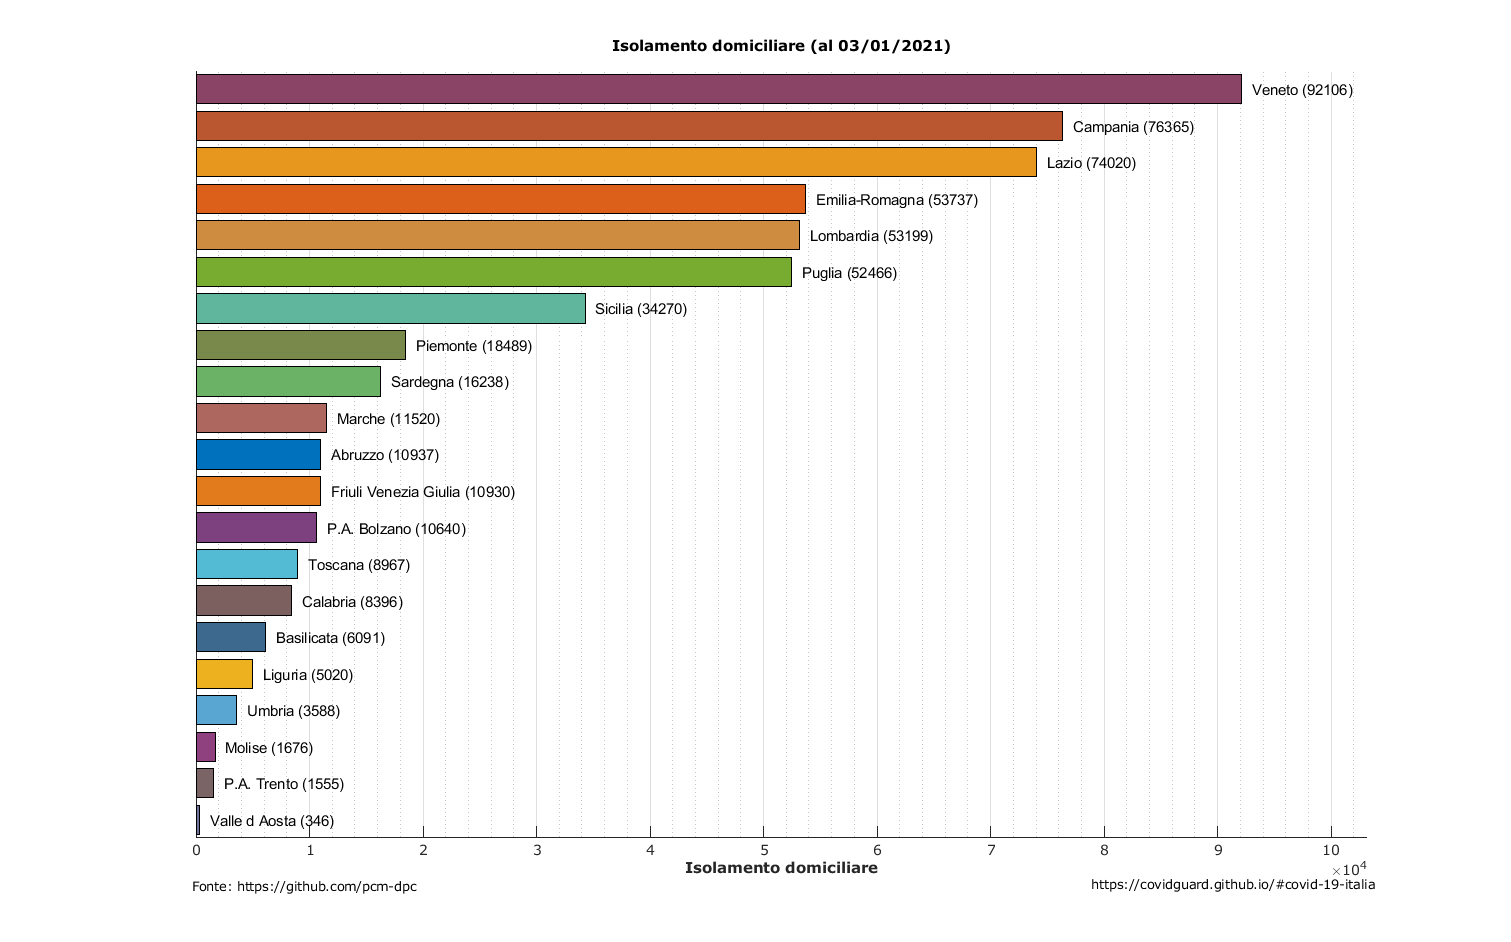 Isolamento domiciliare (al 03/01/2021)
Veneto (92106)
Campania (76365)
Lazio (74020)
Emilia-Romagna (53737)
Lombardia (53199)
Puglia (52466)
Sicilia (34270)
Piemonte (18489)
Sardegna (16238)
Marche (11520)
Abruzzo (10937)
Friuli Venezia Giulia (10930)
P.A. Bolzano (10640)
Toscana (8967)
Calabria (8396)
Basilicata (6091)
Liguria (5020)
Umbria (3588)
Molise (1676)
P.A. Trento (1555)
Valle d Aosta (346)
0 1 2 3 4 5 6 7 8 9 10
×10⁴
Isolamento domiciliare
Fonte: https://github.com/pcm-dpc
https://covidguard.github.io/#covid-19-italia